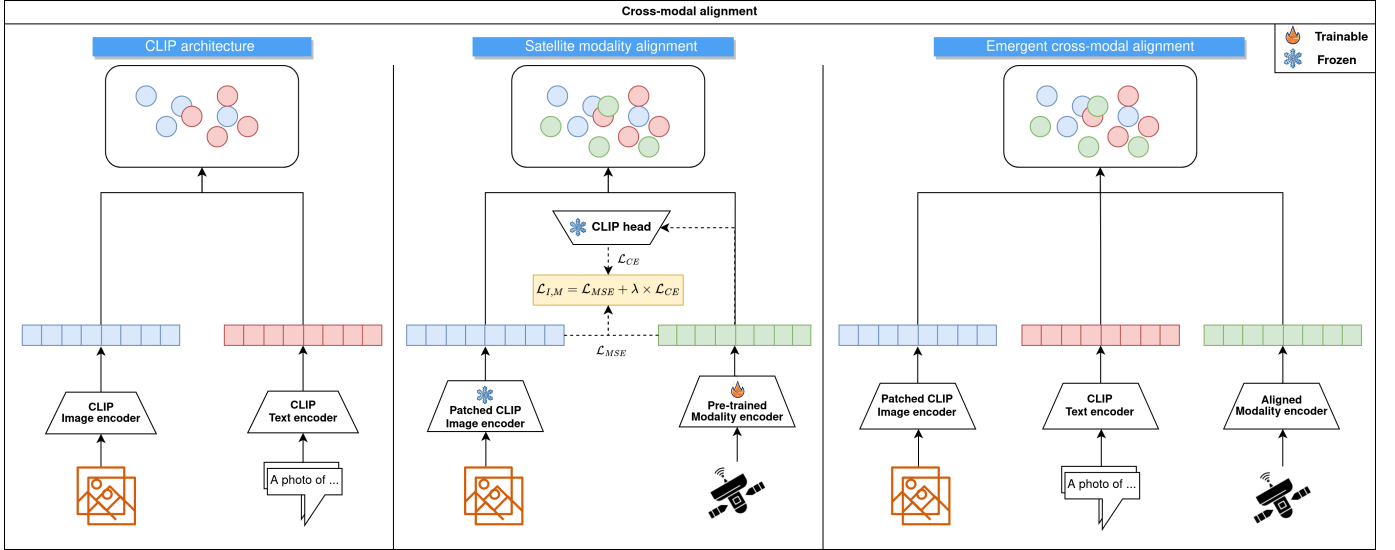 Cross-modal alignment
Trainable
Frozen
CLIP architecture
CLIP
Image encoder
CLIP
Text encoder
A photo of ...
Satellite modality alignment
CLIP head
ℒ_CE
ℒ_I,M = ℒ_MSE + λ × ℒ_CE
ℒ_MSE
Patched CLIP
Image encoder
Pre-trained
Modality encoder
Emergent cross-modal alignment
Patched CLIP
Image encoder
CLIP
Text encoder
Aligned
Modality encoder
A photo of ...